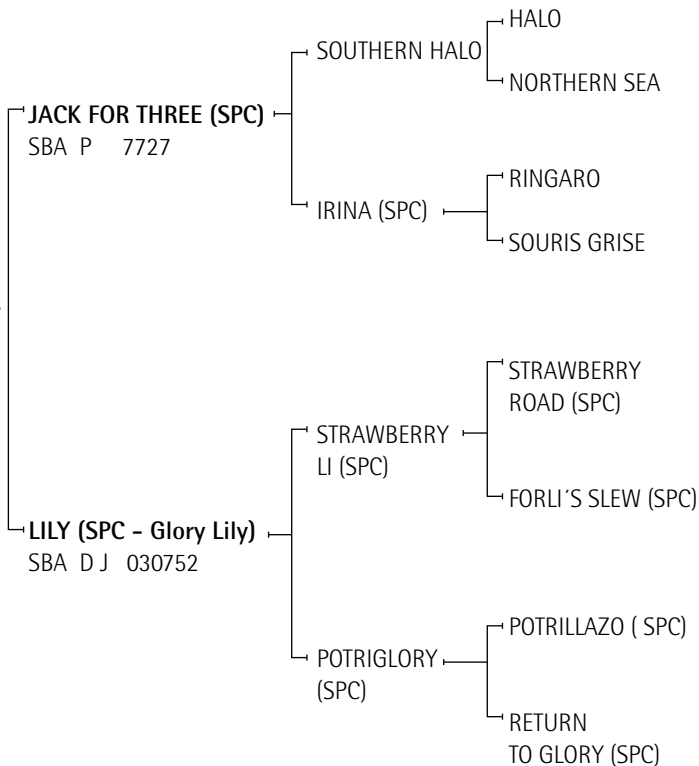 HALO
SOUTHERN HALO
NORTHERN SEA
JACK FOR THREE (SPC)
SBA P 7727
RINGARO
IRINA (SPC)
SOURIS GRISE
STRAWBERRY
ROAD (SPC)
STRAWBERRY
LI (SPC)
FORLI´S SLEW (SPC)
LILY (SPC - Glory Lily)
SBA D J 030752
POTRILLAZO ( SPC)
POTRIGLORY
(SPC)
RETURN
TO GLORY (SPC)